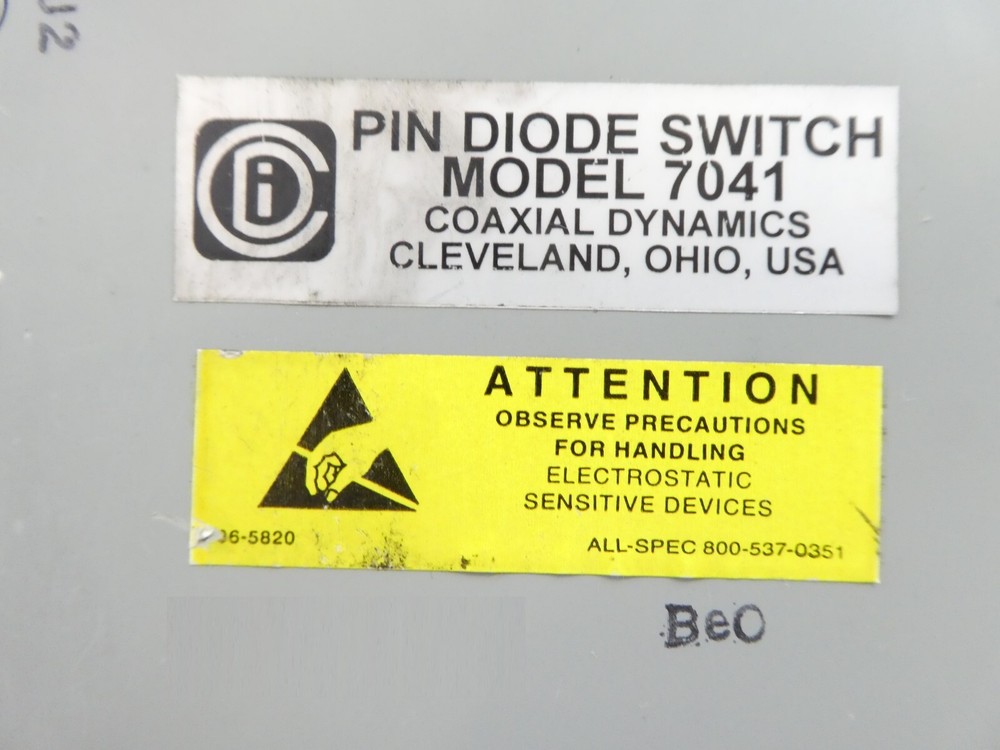 J2
PIN DIODE SWITCH
MODEL 7041
COAXIAL DYNAMICS
CLEVELAND, OHIO, USA
CDi
ATTENTION
OBSERVE PRECAUTIONS
FOR HANDLING
ELECTROSTATIC
SENSITIVE DEVICES
06-5820
ALL-SPEC 800-537-0351
BeO